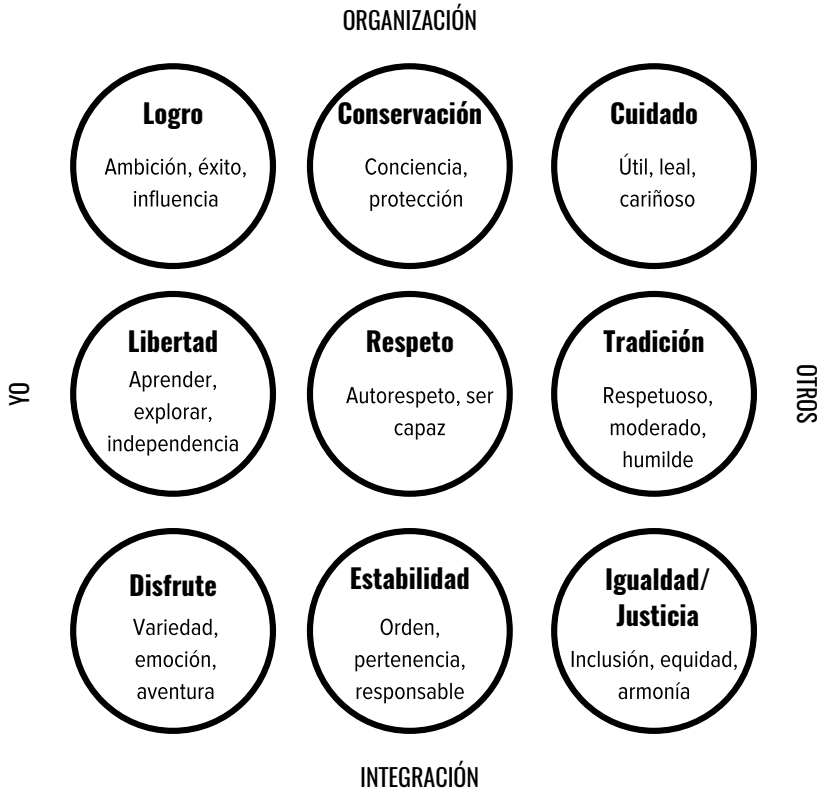 ORGANIZACIÓN
Logro
Ambición, éxito,
influencia
Conservación
Conciencia,
protección
Cuidado
Útil, leal,
cariñoso
YO
Libertad
Aprender,
explorar,
independencia
Respeto
Autorespeto, ser
capaz
Tradición
Respetuoso,
moderado,
humilde
OTROS
Disfrute
Variedad,
emoción,
aventura
Estabilidad
Orden,
pertenencia,
responsable
Igualdad/
Justicia
Inclusión, equidad,
armonía
INTEGRACIÓN